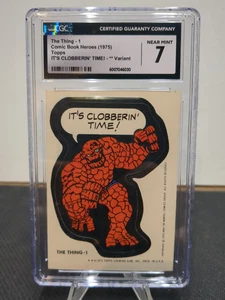 CGC
CERTIFIED GUARANTY COMPANY
The Thing - 1
Comic Book Heroes (1975)
Topps
IT'S CLOBBERIN' TIME! - ** Variant
6007046030
NEAR MINT
7
IT'S CLOBBERIN'
TIME!
THE THING-1